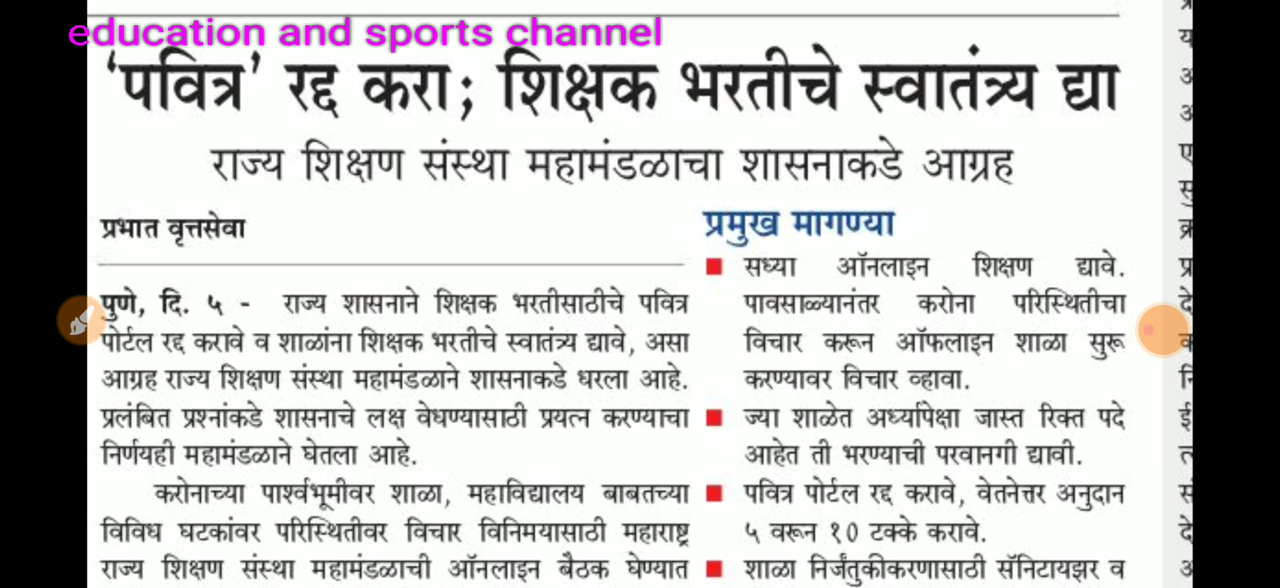 education and sports channel
'पवित्र' रद्द करा; शिक्षक भरतीचे स्वातंत्र्य द्या
राज्य शिक्षण संस्था महामंडळाचा शासनाकडे आग्रह
प्रभात वृत्तसेवा
पुणे, दि. ५ - राज्य शासनाने शिक्षक भरतीसाठीचे पवित्र
पोर्टल रद्द करावे व शाळांना शिक्षक भरतीचे स्वातंत्र्य द्यावे, असा
आग्रह राज्य शिक्षण संस्था महामंडळाने शासनाकडे धरला आहे.
प्रलंबित प्रश्नांकडे शासनाचे लक्ष वेधण्यासाठी प्रयत्न करण्याचा
निर्णयही महामंडळाने घेतला आहे.
करोनाच्या पार्श्वभूमीवर शाळा, महाविद्यालय बाबतच्या
विविध घटकांवर परिस्थितीवर विचार विनिमयासाठी महाराष्ट्र
राज्य शिक्षण संस्था महामंडळाची ऑनलाइन बैठक घेण्यात
प्रमुख मागण्या
सध्या ऑनलाइन शिक्षण द्यावे.
पावसाळ्यानंतर करोना परिस्थितीचा
विचार करून ऑफलाइन शाळा सुरू
करण्यावर विचार व्हावा.
ज्या शाळेत अर्ध्यापेक्षा जास्त रिक्त पदे
आहेत ती भरण्याची परवानगी द्यावी.
पवित्र पोर्टल रद्द करावे, वेतनेत्तर अनुदान
५ वरून १० टक्के करावे.
शाळा निर्जंतुकीकरणासाठी सॅनिटायझर व